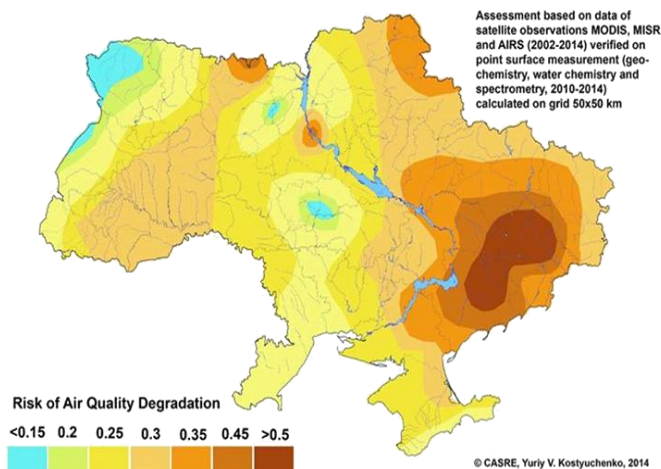 Assessment based on data of
satellite observations MODIS, MISR
and AIRS (2002-2014) verified on
point surface measurement (geo-
chemistry, water chemistry and
spectrometry, 2010-2014)
calculated on grid 50x50 km
Risk of Air Quality Degradation
<0.15 0.2 0.25 0.3 0.35 0.45 >0.5
© CASRE, Yuriy V. Kostyuchenko, 2014